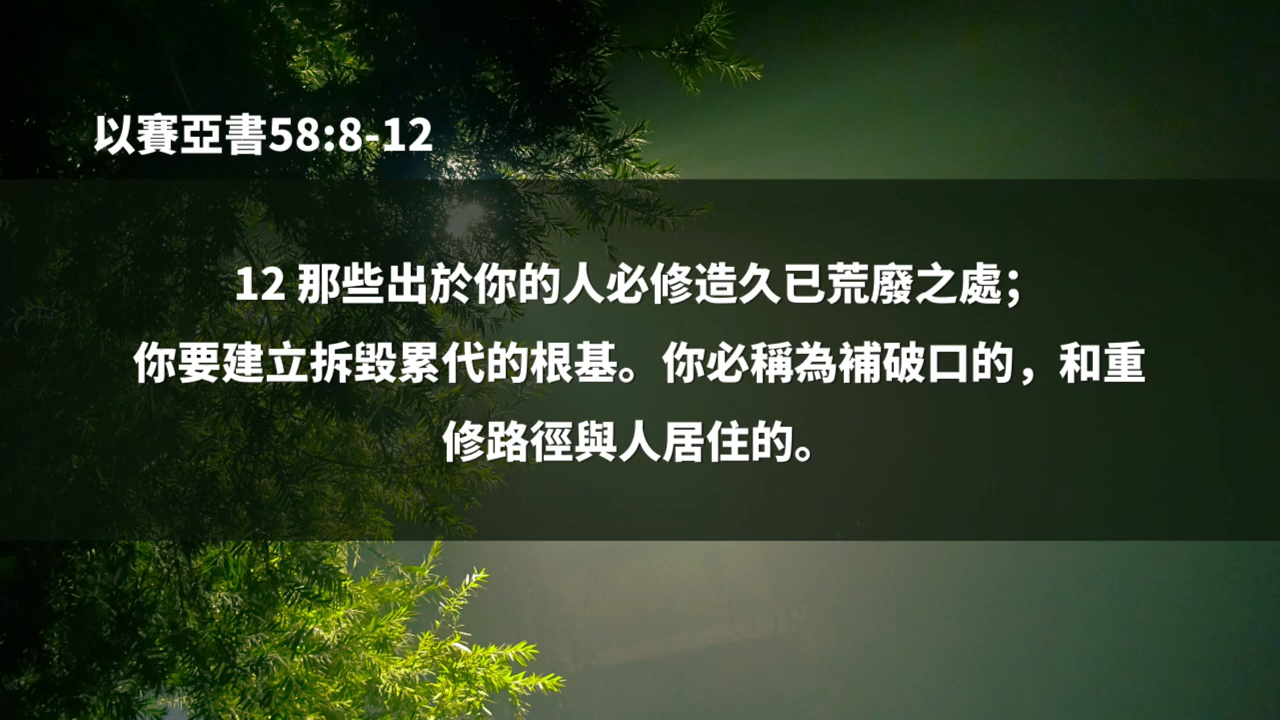 以賽亞書58:8-12
12 那些出於你的人必修造久已荒廢之處；
你要建立拆毀累代的根基。你必稱為補破口的，和重
修路徑與人居住的。